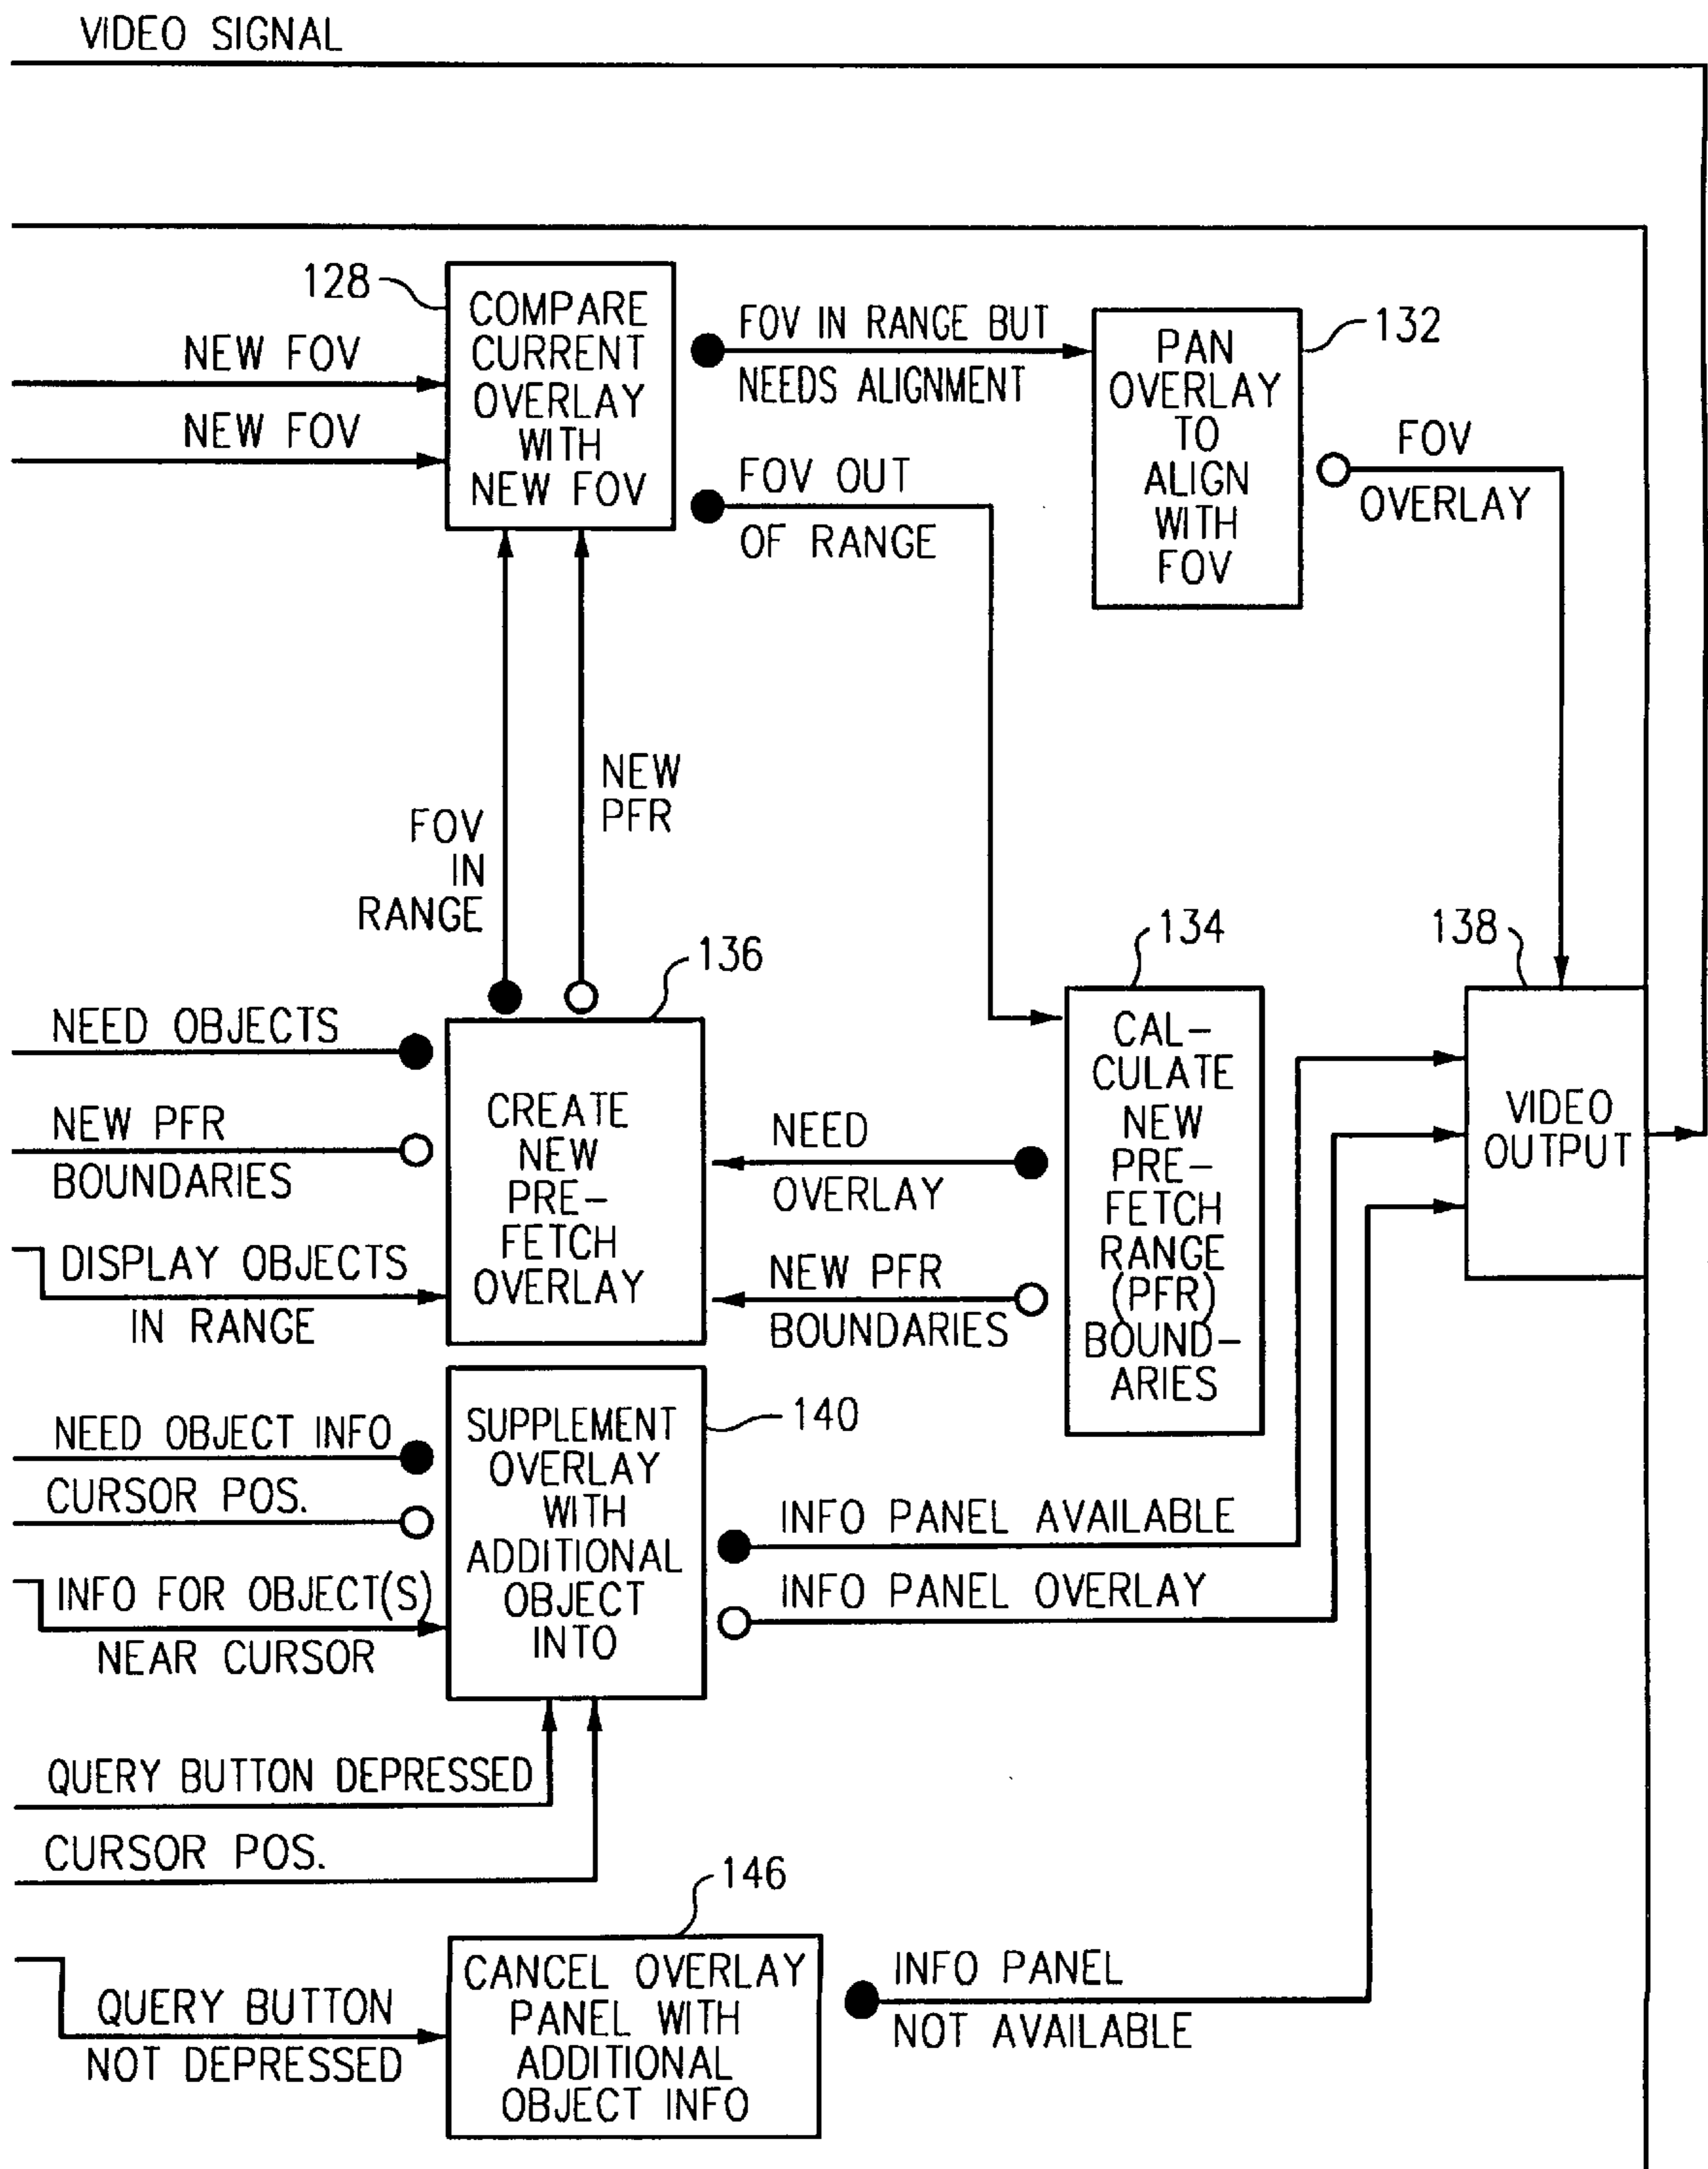 VIDEO SIGNAL
128
COMPARE
CURRENT
OVERLAY
WITH
NEW FOV
NEW FOV
NEW FOV
FOV IN RANGE BUT
NEEDS ALIGNMENT
FOV OUT
OF RANGE
132
PAN
OVERLAY
TO
ALIGN
WITH
FOV
FOV
OVERLAY
FOV
IN
RANGE
NEW
PFR
136
134
138
NEED OBJECTS
NEW PFR
BOUNDARIES
DISPLAY OBJECTS
IN RANGE
CREATE
NEW
PRE-
FETCH
OVERLAY
NEED
OVERLAY
NEW PFR
BOUNDARIES
CAL-
CULATE
NEW
PRE-
FETCH
RANGE
(PFR)
BOUND-
ARIES
VIDEO
OUTPUT
NEED OBJECT INFO
CURSOR POS.
INFO FOR OBJECT(S)
NEAR CURSOR
SUPPLEMENT
OVERLAY
WITH
ADDITIONAL
OBJECT
INTO
140
INFO PANEL AVAILABLE
INFO PANEL OVERLAY
QUERY BUTTON DEPRESSED
CURSOR POS.
146
QUERY BUTTON
NOT DEPRESSED
CANCEL OVERLAY
PANEL WITH
ADDITIONAL
OBJECT INFO
INFO PANEL
NOT AVAILABLE